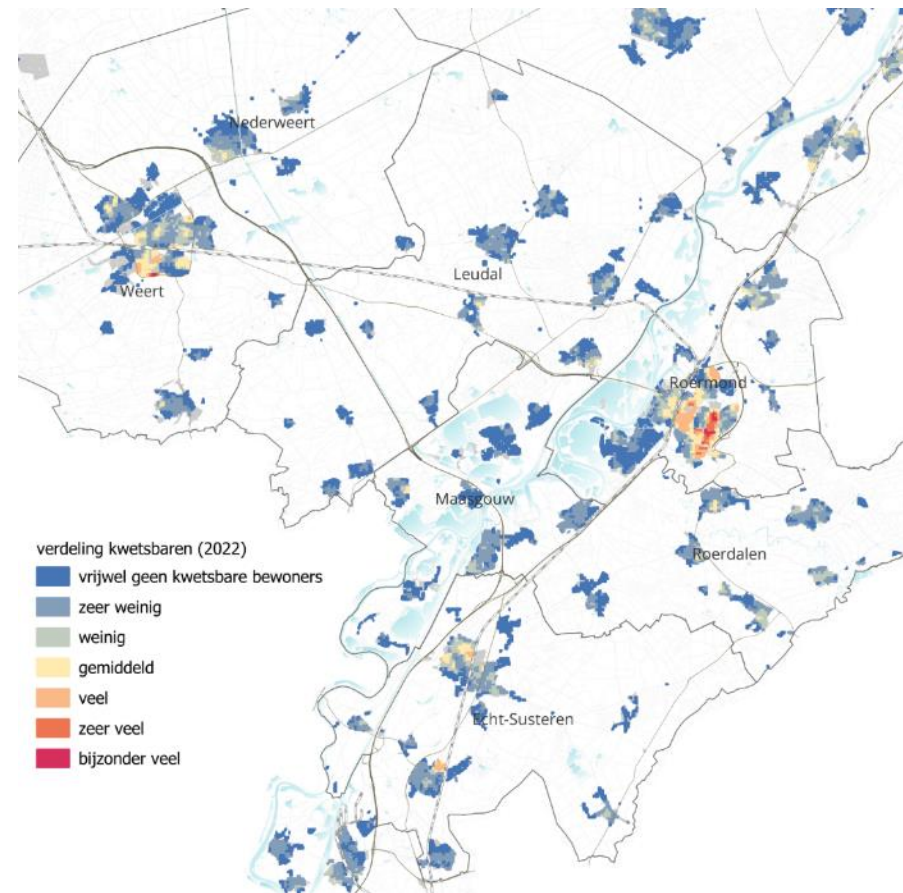 Nederweert
Weert
Leudal
Roermond
Maasgouw
Roerdalen
Echt-Susteren
verdeling kwetsbaren (2022)
vrijwel geen kwetsbare bewoners
zeer weinig
weinig
gemiddeld
veel
zeer veel
bijzonder veel